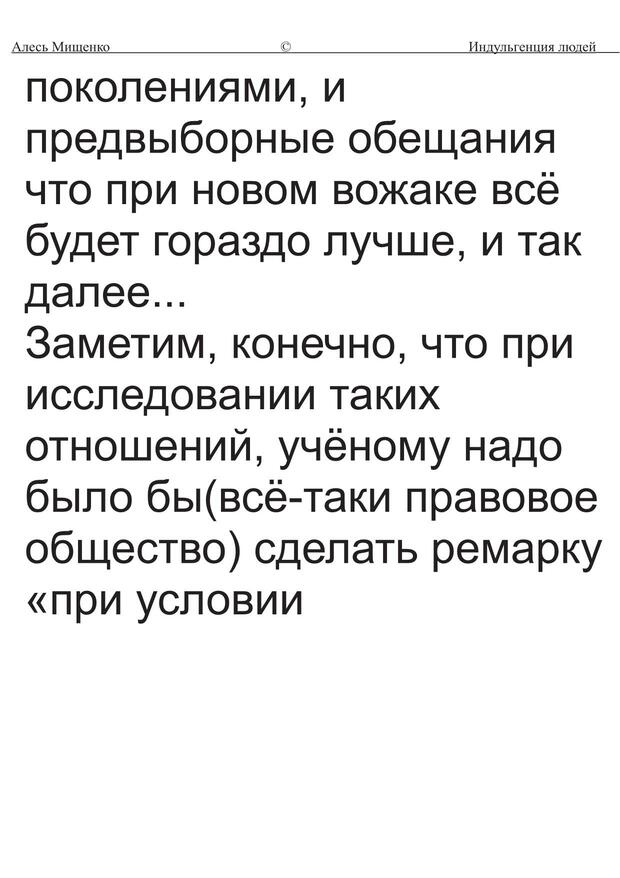 Алесь Мищенко © Индульгенция людей
поколениями, и
предвыборные обещания
что при новом вожаке всё
будет гораздо лучше, и так
далее...
Заметим, конечно, что при
исследовании таких
отношений, учёному надо
было бы(всё-таки правовое
общество) сделать ремарку
«при условии